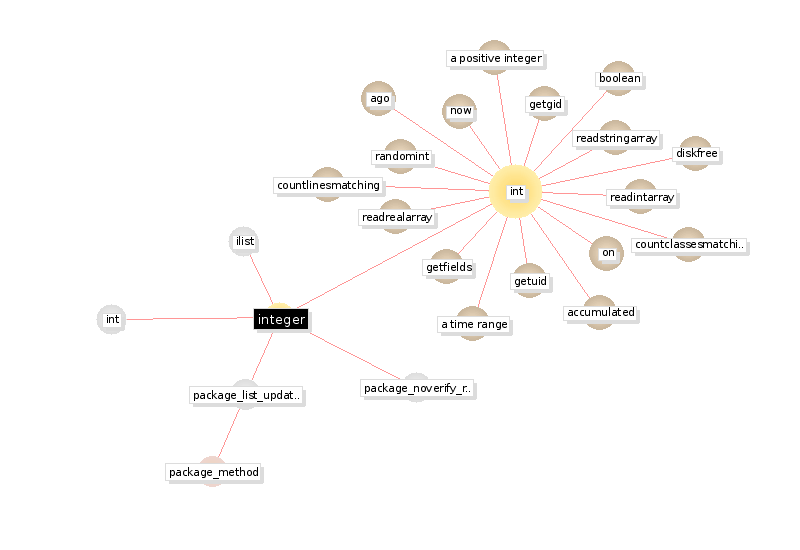 a positive integer
boolean
ago
getgid
now
readstringarray
diskfree
randomint
countlinesmatching
int
readintarray
readrealarray
ilist
countclassesmatchi..
on
getfields
getuid
accumulated
int
integer
a time range
package_list_updat..
package_noverify_r..
package_method